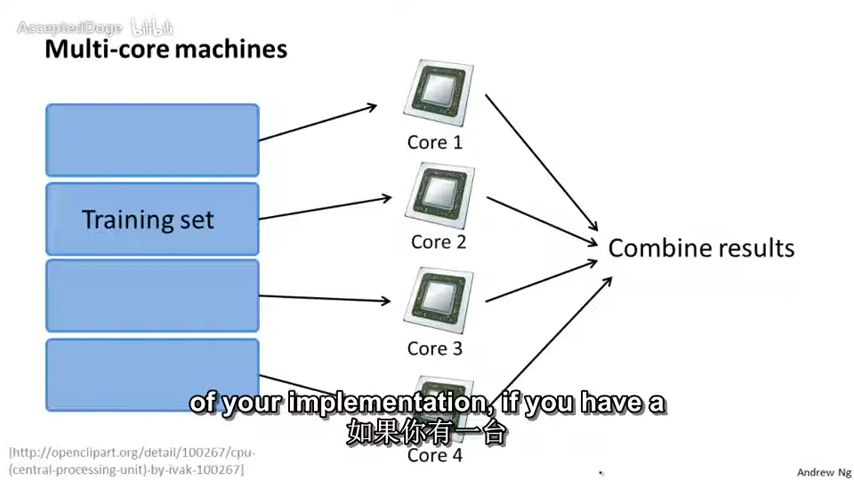 AcceptedDoge bilibili
Multi-core machines
Core 1
Training set
Core 2
Combine results
Core 3
of your implementation, if you have a
如果你有一台
Core 4
[http://openclipart.org/detail/100267/cpu-
(central-processing-unit)-by-ivak-100267]
Andrew Ng